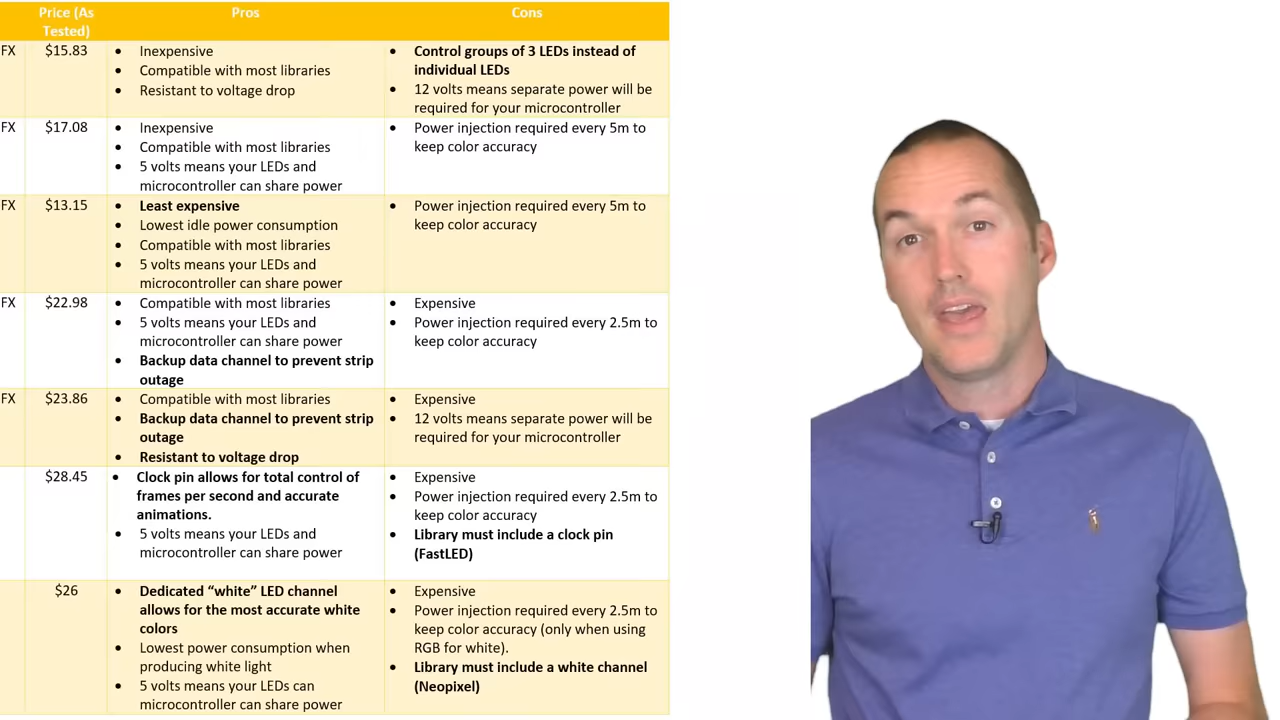 Price (As
Tested)
Pros
Cons
FX
$15.83
• Inexpensive
• Compatible with most libraries
• Resistant to voltage drop
• Control groups of 3 LEDs instead of
individual LEDs
• 12 volts means separate power will be
required for your microcontroller
FX
$17.08
• Inexpensive
• Compatible with most libraries
• 5 volts means your LEDs and
microcontroller can share power
• Power injection required every 5m to
keep color accuracy
FX
$13.15
• Least expensive
• Lowest idle power consumption
• Compatible with most libraries
• 5 volts means your LEDs and
microcontroller can share power
• Power injection required every 5m to
keep color accuracy
FX
$22.98
• Compatible with most libraries
• 5 volts means your LEDs and
microcontroller can share power
• Backup data channel to prevent strip
outage
• Expensive
• Power injection required every 2.5m to
keep color accuracy
FX
$23.86
• Compatible with most libraries
• Backup data channel to prevent strip
outage
• Resistant to voltage drop
• Expensive
• 12 volts means separate power will be
required for your microcontroller
$28.45
• Clock pin allows for total control of
frames per second and accurate
animations.
• 5 volts means your LEDs and
microcontroller can share power
• Expensive
• Power injection required every 2.5m to
keep color accuracy
• Library must include a clock pin
(FastLED)
$26
• Dedicated “white” LED channel
allows for the most accurate white
colors
• Lowest power consumption when
producing white light
• 5 volts means your LEDs can
microcontroller can share power
• Expensive
• Power injection required every 2.5m to
keep color accuracy (only when using
RGB for white).
• Library must include a white channel
(Neopixel)